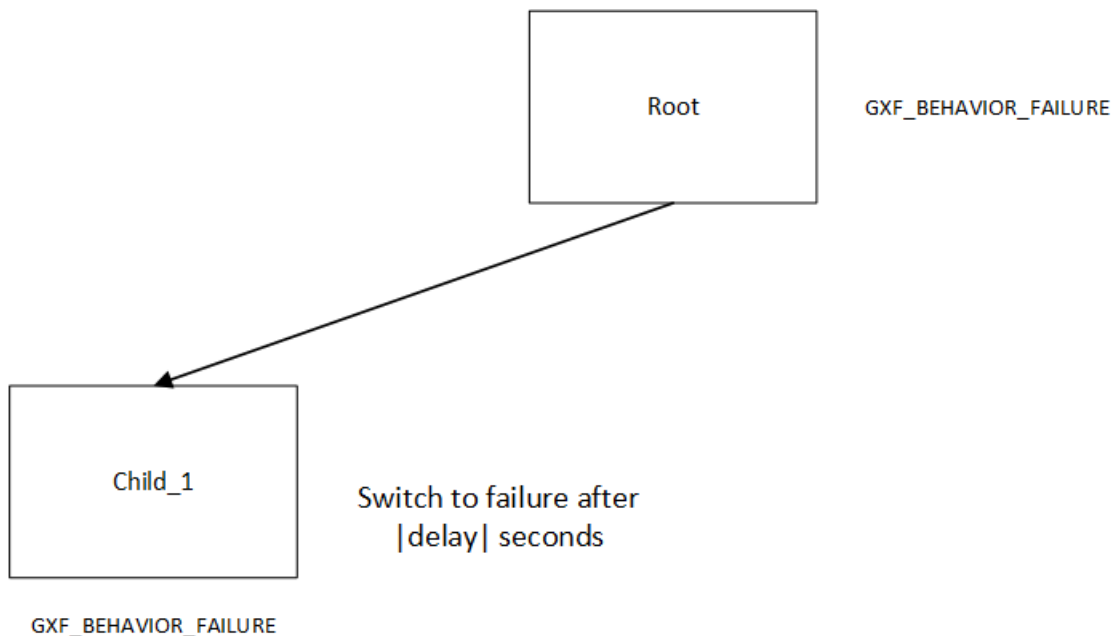 Root
GXF_BEHAVIOR_FAILURE
Child_1
Switch to failure after
|delay| seconds
GXF_BEHAVIOR_FAILURE